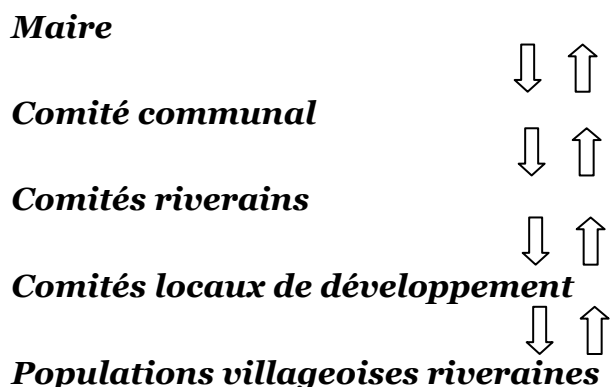 Maire
Comité communal
Comités riverains
Comités locaux de développement
Populations villageoises riveraines